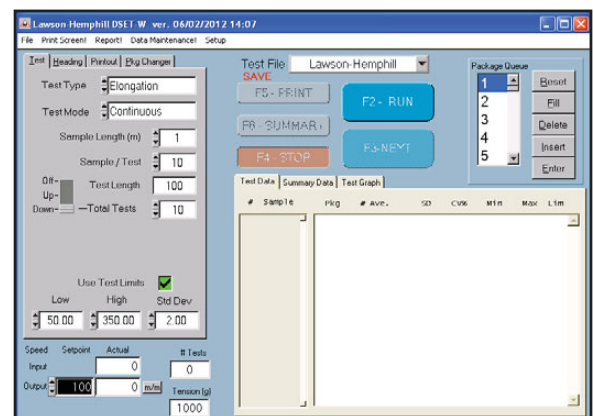 Lawson-Hemphill DSET-W ver. 06/02/2012 14:07
File Print Screen! Report! Data Maintenance! Setup
Test Heading Printout Pkg Changer
Test Type Elongation
Test Mode Continuous
Sample Length (m) 1
Sample / Test 10
Off-
Up-
Down-
Test Length 100
Total Tests 10
Use Test Limits
Low High Std Dev
50.00 350.00 2.00
Speed Setpoint Actual # Tests
Input 0 0
Output 100 0 m/m Tension (g)
1000
Test File Lawson-Hemphill
SAVE
F5 - PRINT
F2 - RUN
F6 - SUMMARY
F4 - STOP
F3-NEXT
Package Queue
1
2
3
4
5
Reset
Fill
Delete
Insert
Enter
Test Data Summary Data Test Graph
# Sample Pkg # Ave. SD CV% Min Max Lim